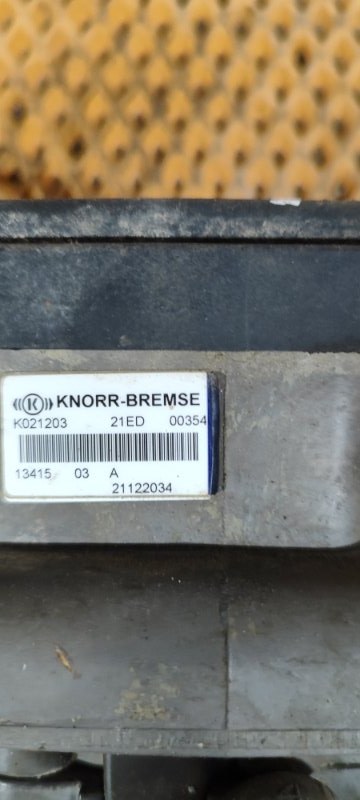 ((K)) KNORR-BREMSE
K021203 21ED 00354
13415 03 A
21122034